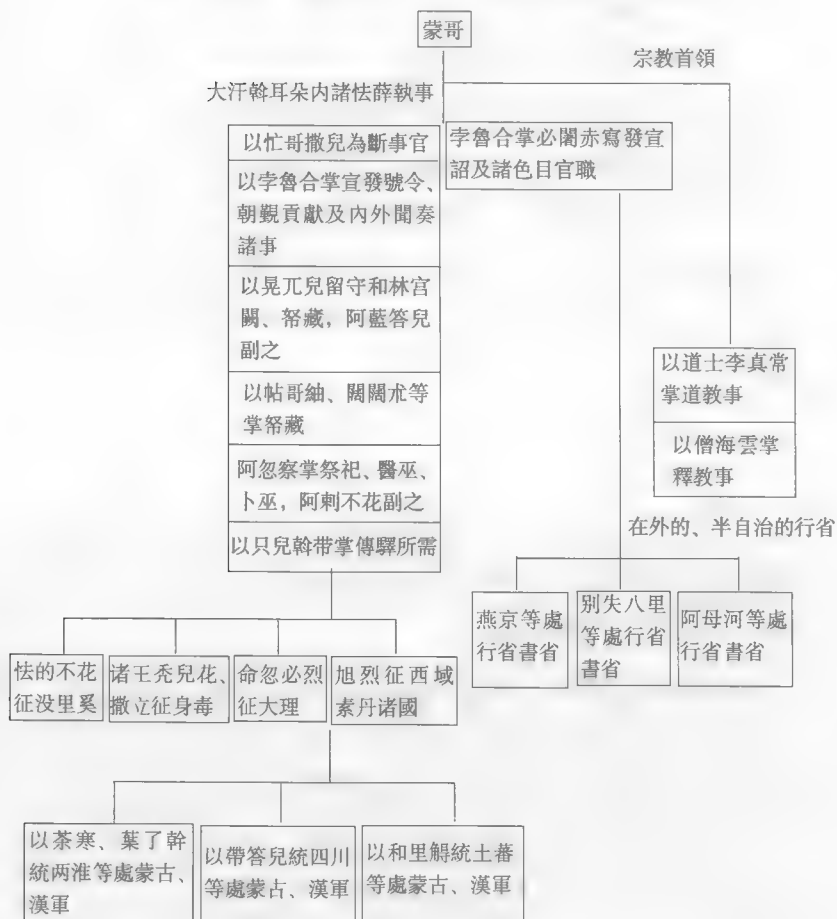 蒙哥
宗教首領
大汗斡耳朵内諸怯薛執事
以忙哥撒兒為斷事官
以孛魯合掌宣發號令、
朝覲貢獻及內外聞奏
諸事
以晃兀兒留守和林宫
闕、帑藏，阿藍答兒
副之
以帖哥紬、闊闊朮等
掌帑藏
阿忽察掌祭祀、醫巫、
卜巫，阿剌不花副之
以只兒斡带掌傳驛所需
孛魯合掌必闍赤寫發宣
詔及諸色目官職
以道士李真常
掌道教事
以僧海雲掌
釋教事
在外的、半自治的行省
燕京等處
行省書省
别失八里
等處行省
書省
阿母河等處
行省書省
怯的不花
征没里奚
诸王秃兒花、
撒立征身毒
命忽必烈
征大理
旭烈征西域
素丹诸國
以茶寒、葉了幹
統两淮等處蒙古、
漢軍
以帶答兒統四川
等處蒙古、漢軍
以和里䚟統土蕃
等處蒙古、漢軍